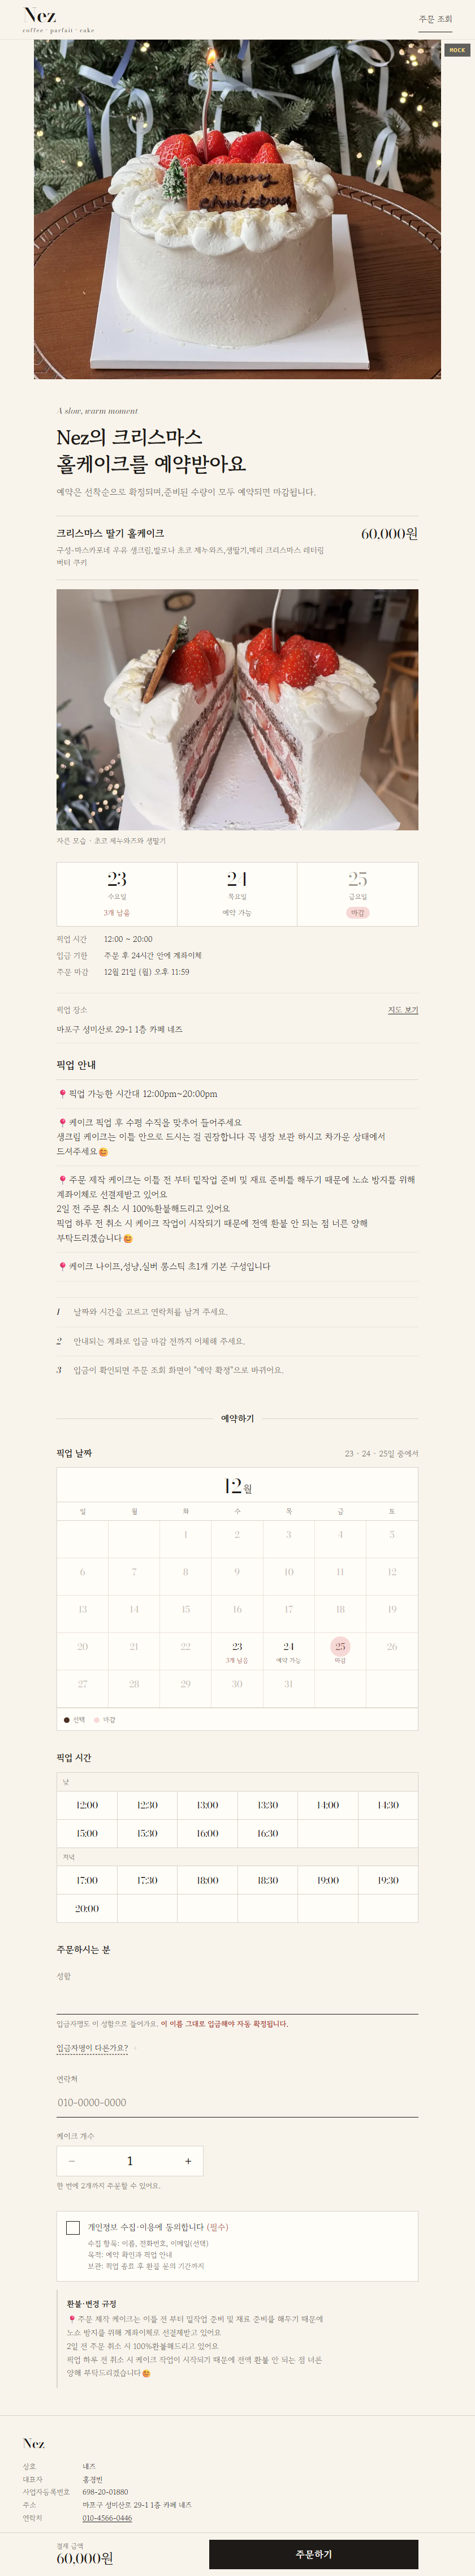 Nez
coffee · parfait · cake
주문 조회
MOCK
Merry
Christmas
A slow, warm moment
Nez의 크리스마스
홀케이크를 예약받아요
예약은 선착순으로 확정되며,준비된 수량이 모두 예약되면 마감됩니다.
크리스마스 딸기 홀케이크
60,000원
구성-마스카포네 우유 생크림,발로나 초코 제누와즈,생딸기,메리 크리스마스 레터링
버터 쿠키
자른 모습 · 초코 제누와즈와 생딸기
23
수요일
3개 남음
24
목요일
예약 가능
25
금요일
마감
픽업 시간 12:00 ~ 20:00
입금 기한 주문 후 24시간 안에 계좌이체
주문 마감 12월 21일 (월) 오후 11:59
픽업 장소
지도 보기
마포구 성미산로 29-1 1층 카페 네즈
픽업 안내
📍픽업 가능한 시간대 12:00pm~20:00pm
📍케이크 픽업 후 수평 수직을 맞추어 들어주세요
생크림 케이크는 이틀 안으로 드시는 걸 권장합니다 꼭 냉장 보관 하시고 차가운 상태에서
드셔주세요🥰
📍주문 제작 케이크는 이틀 전 부터 밑작업 준비 및 재료 준비를 해두기 때문에 노쇼 방지를 위해
계좌이체로 선결제받고 있어요
2일 전 주문 취소 시 100%환불해드리고 있어요
픽업 하루 전 취소 시 케이크 작업이 시작되기 때문에 전액 환불 안 되는 점 너른 양해
부탁드리겠습니다🥰
📍케이크 나이프,성냥,실버 롱스틱 초1개 기본 구성입니다
1 날짜와 시간을 고르고 연락처를 남겨 주세요.
2 안내되는 계좌로 입금 마감 전까지 이체해 주세요.
3 입금이 확인되면 주문 조회 화면이 "예약 확정"으로 바뀌어요.
예약하기
픽업 날짜
23 · 24 · 25일 중에서
12월
일 월 화 수 목 금 토
1 2 3 4 5
6 7 8 9 10 11 12
13 14 15 16 17 18 19
20 21 22 23 24 25 26
3개 남음 예약 가능 마감
27 28 29 30 31
선택 마감
픽업 시간
낮
12:00 12:30 13:00 13:30 14:00 14:30
15:00 15:30 16:00 16:30
저녁
17:00 17:30 18:00 18:30 19:00 19:30
20:00
주문하시는 분
성함
입금자명도 이 성함으로 들어가요. 이 이름 그대로 입금해야 자동 확정됩니다.
입금자명이 다른가요?
연락처
010-0000-0000
케이크 개수
− 1 +
한 번에 2개까지 주문할 수 있어요.
개인정보 수집·이용에 동의합니다 (필수)
수집 항목: 이름, 전화번호, 이메일(선택)
목적: 예약 확인과 픽업 안내
보관: 픽업 종료 후 환불 문의 기간까지
환불·변경 규정
📍주문 제작 케이크는 이틀 전 부터 밑작업 준비 및 재료 준비를 해두기 때문에
노쇼 방지를 위해 계좌이체로 선결제받고 있어요
2일 전 주문 취소 시 100%환불해드리고 있어요
픽업 하루 전 취소 시 케이크 작업이 시작되기 때문에 전액 환불 안 되는 점 너른
양해 부탁드리겠습니다🥰
Nez
상호 네즈
대표자 홍경빈
사업자등록번호 698-20-01880
주소 마포구 성미산로 29-1 1층 카페 네즈
연락처 010-4566-0446
결제 금액
60,000원
주문하기